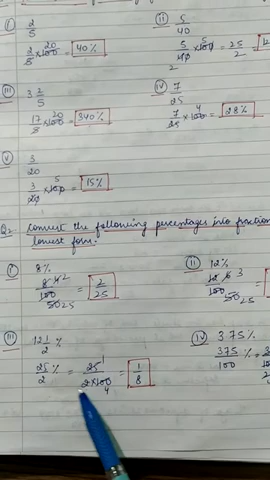 (i) 2/5 (ii) 5/40
2/5 × 100 = 40% 5/40 × 100 = 25/2 = 12
(iii) 3 2/5 (iv) 7/25
17/5 × 100 = 340% 7/25 × 100 = 28%
(v) 3/20
3/20 × 100 = 15%
Q2 Convert the following percentages into fraction
lowest form.
(i) 8% (ii) 12%
8/100 = 2/25 12/100 =
(iii) 12 1/2 % (iv) 375%
25/2 % = 25/2×100 = 1/8 375/100 =